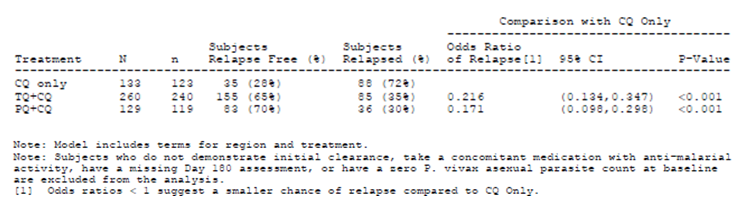 Comparison with CQ Only
Subjects Subjects Odds Ratio
Treatment N n Relapse Free (%) Relapsed (%) of Relapse[1] 95% CI P-Value
CQ only 133 123 35 (28%) 88 (72%)
TQ+CQ 260 240 155 (65%) 85 (35%) 0.216 (0.134,0.347) <0.001
PQ+CQ 129 119 83 (70%) 36 (30%) 0.171 (0.098,0.298) <0.001
Note: Model includes terms for region and treatment.
Note: Subjects who do not demonstrate initial clearance, take a concomitant medication with anti-malarial
activity, have a missing Day 180 assessment, or have a zero P. vivax asexual parasite count at baseline
are excluded from the analysis.
[1] Odds ratios < 1 suggest a smaller chance of relapse compared to CQ Only.